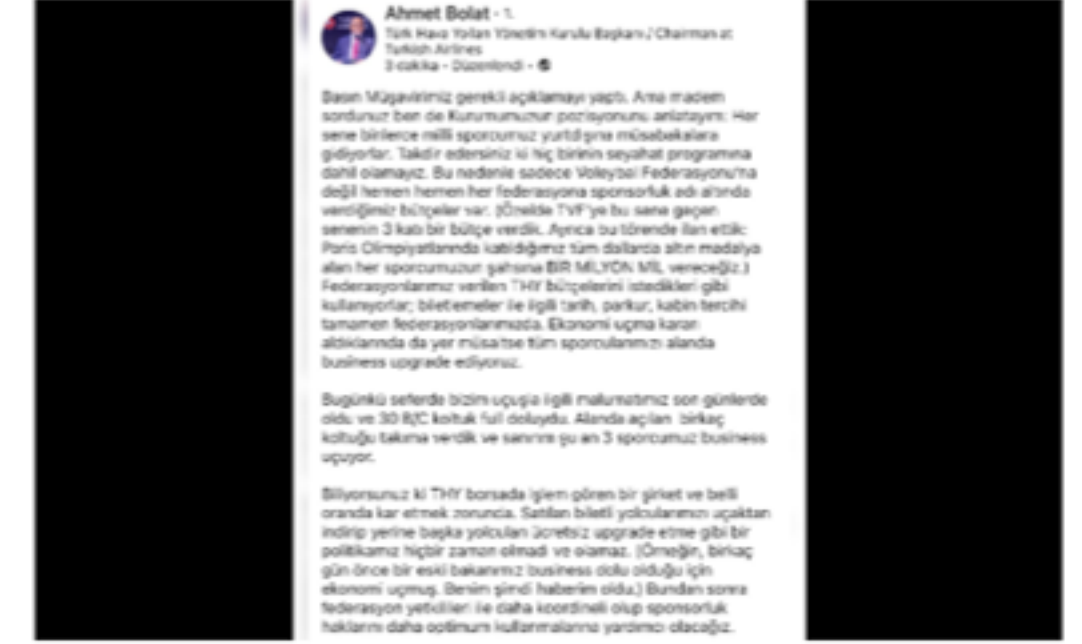 Ahmet Bolat · 1.
Türk Hava Yolları Yönetim Kurulu Başkanı / Chairman at
Turkish Airlines
3 dakika · Düzenlendi ·
Basın Müşavirimiz gerekli açıklamayı yaptı. Ama madem
sordunuz ben de Kurumumuzun pozisyonunu anlatayım: Her
sene binlerce milli sporcumuz yurtdışına müsabakalara
gidiyorlar. Takdir edersiniz ki hiç birinin seyahat programına
dahil olamayız. Bu nedenle sadece Voleybol Federasyonu'na
değil hemen hemen her federasyona sponsorluk adı altında
verdiğimiz bütçeler var. (Özelde TVF'ye bu sene geçen
senenin 3 katı bir bütçe verdik. Ayrıca bu törende ilan ettik:
Paris Olimpiyatlarında katıldığımız tüm dallarda altın madalya
alan her sporcumuzun şahsına BİR MİLYON MİL vereceğiz.)
Federasyonlarımız verilen THY bütçelerini istedikleri gibi
kullanıyorlar; biletlemeler ile ilgili tarih, parkur, kabin tercihi
tamamen federasyonlarımızda. Ekonomi uçma kararı
aldıklarında da yer müsaitse tüm sporcularımızı alanda
business upgrade ediyoruz.
Bugünkü seferde bizim uçuşla ilgili malumatımız son günlerde
oldu ve 30 B/C koltuk full doluydu. Alanda açılan birkaç
koltuğu takıma verdik ve sanırım şu an 3 sporcumuz business
uçuyor.
Biliyorsunuz ki THY borsada işlem gören bir şirket ve belli
oranda kar etmek zorunda. Satılan biletli yolcularımızı uçaktan
indirip yerine başka yolcuları ücretsiz upgrade etme gibi bir
politikamız hiçbir zaman olmadı ve olamaz. (Örneğin, birkaç
gün önce bir eski bakanımız business dolu olduğu için
ekonomi uçmuş. Benim şimdi haberim oldu.) Bundan sonra
federasyon yetkilileri ile daha koordineli olup sponsorluk
haklarını daha optimum kullanmalarına yardımcı olacağız.